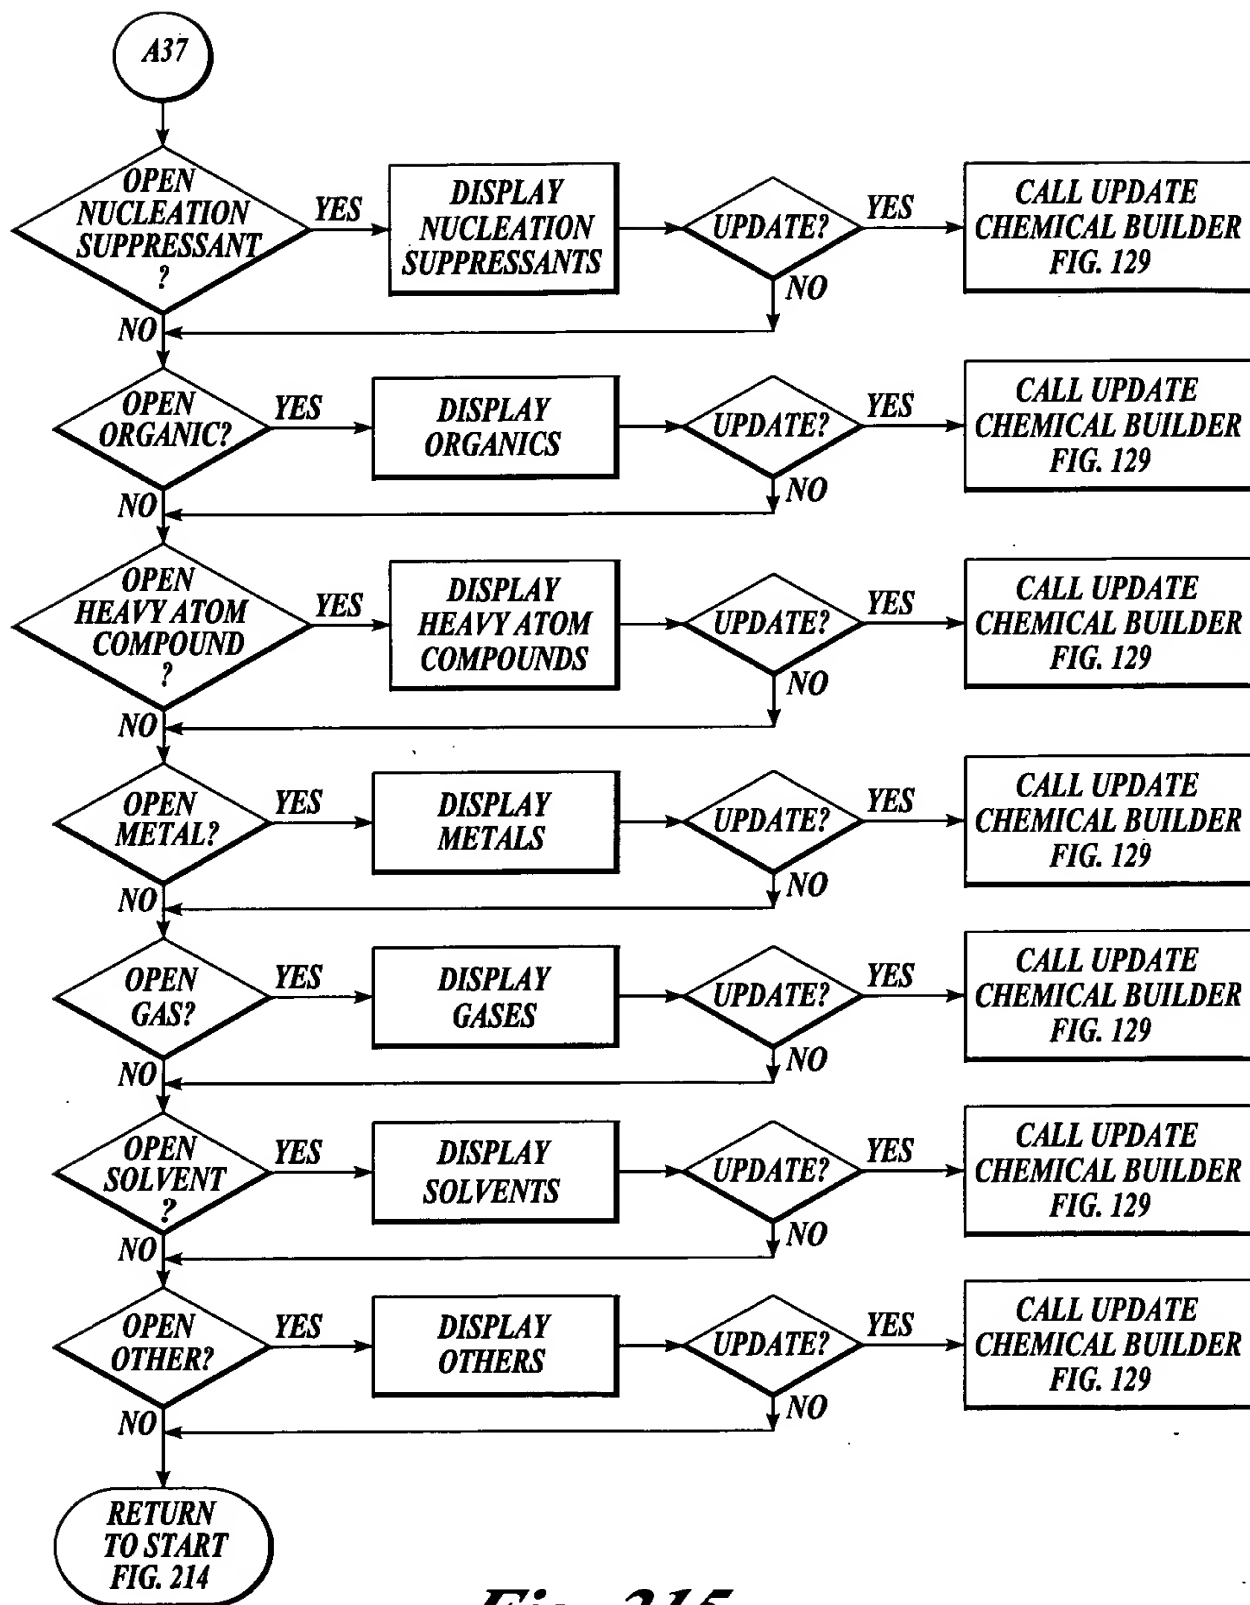 A37
OPEN
NUCLEATION
SUPPRESSANT
?
YES
DISPLAY
NUCLEATION
SUPPRESSANTS
UPDATE?
YES
CALL UPDATE
CHEMICAL BUILDER
FIG. 129
NO
NO
OPEN
ORGANIC?
YES
DISPLAY
ORGANICS
UPDATE?
YES
CALL UPDATE
CHEMICAL BUILDER
FIG. 129
NO
NO
OPEN
HEAVY ATOM
COMPOUND
?
YES
DISPLAY
HEAVY ATOM
COMPOUNDS
UPDATE?
YES
CALL UPDATE
CHEMICAL BUILDER
FIG. 129
NO
NO
OPEN
METAL?
YES
DISPLAY
METALS
UPDATE?
YES
CALL UPDATE
CHEMICAL BUILDER
FIG. 129
NO
NO
OPEN
GAS?
YES
DISPLAY
GASES
UPDATE?
YES
CALL UPDATE
CHEMICAL BUILDER
FIG. 129
NO
NO
OPEN
SOLVENT
?
YES
DISPLAY
SOLVENTS
UPDATE?
YES
CALL UPDATE
CHEMICAL BUILDER
FIG. 129
NO
NO
OPEN
OTHER?
YES
DISPLAY
OTHERS
UPDATE?
YES
CALL UPDATE
CHEMICAL BUILDER
FIG. 129
NO
NO
RETURN
TO START
FIG. 214
Fig. 215